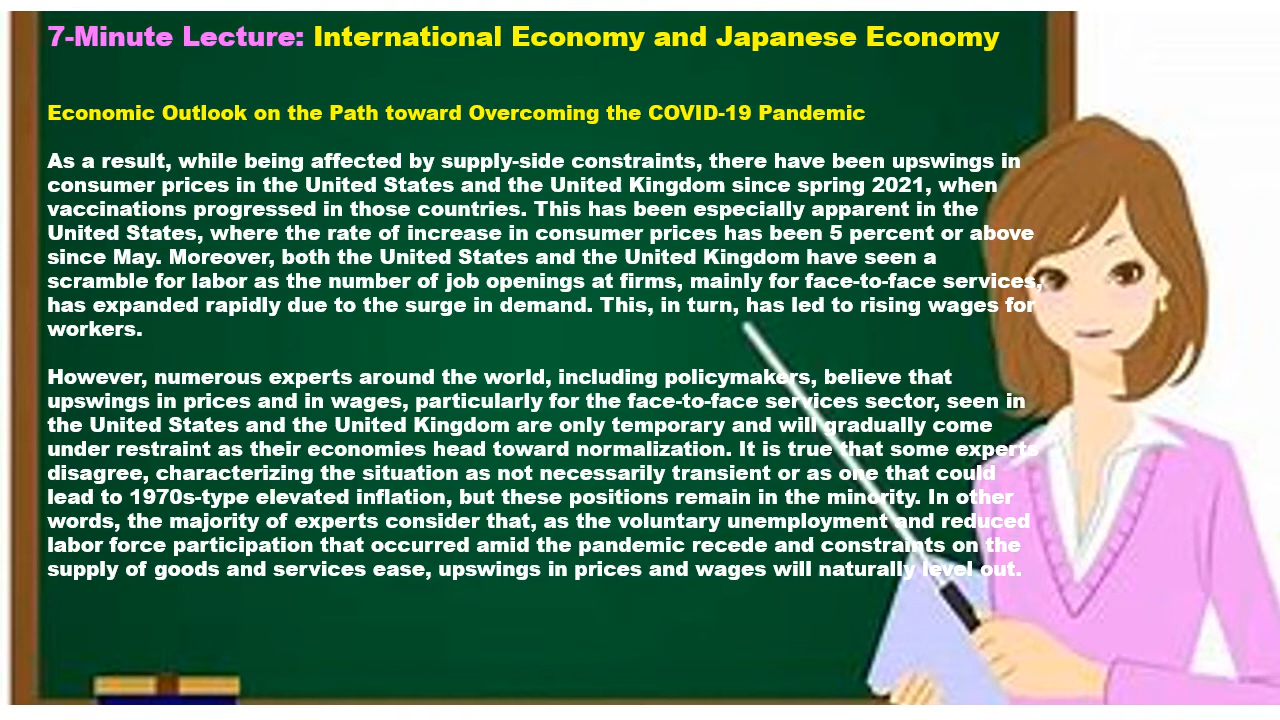 7-Minute Lecture: International Economy and Japanese Economy
Economic Outlook on the Path toward Overcoming the COVID-19 Pandemic
As a result, while being affected by supply-side constraints, there have been upswings in
consumer prices in the United States and the United Kingdom since spring 2021, when
vaccinations progressed in those countries. This has been especially apparent in the
United States, where the rate of increase in consumer prices has been 5 percent or above
since May. Moreover, both the United States and the United Kingdom have seen a
scramble for labor as the number of job openings at firms, mainly for face-to-face services,
has expanded rapidly due to the surge in demand. This, in turn, has led to rising wages for
workers.
However, numerous experts around the world, including policymakers, believe that
upswings in prices and in wages, particularly for the face-to-face services sector, seen in
the United States and the United Kingdom are only temporary and will gradually come
under restraint as their economies head toward normalization. It is true that some experts
disagree, characterizing the situation as not necessarily transient or as one that could
lead to 1970s-type elevated inflation, but these positions remain in the minority. In other
words, the majority of experts consider that, as the voluntary unemployment and reduced
labor force participation that occurred amid the pandemic recede and constraints on the
supply of goods and services ease, upswings in prices and wages will naturally level out.